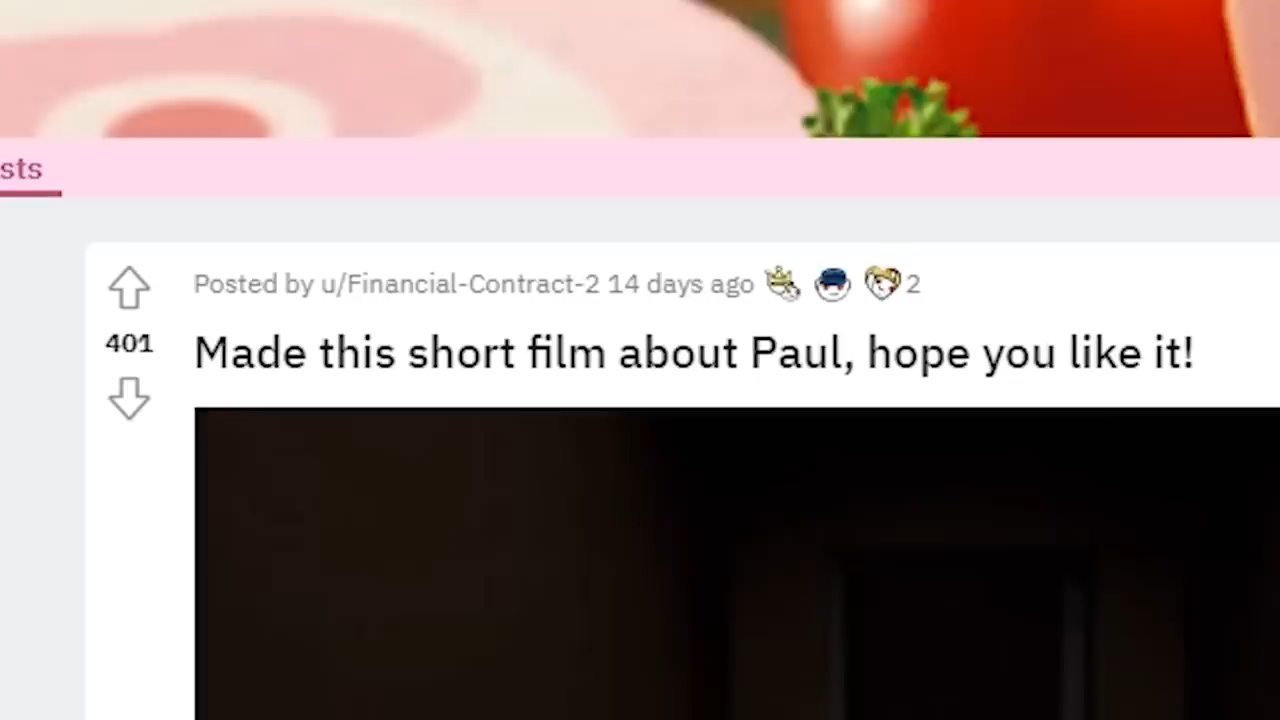 sts
Posted by u/Financial-Contract-2 14 days ago 2
401
Made this short film about Paul, hope you like it!